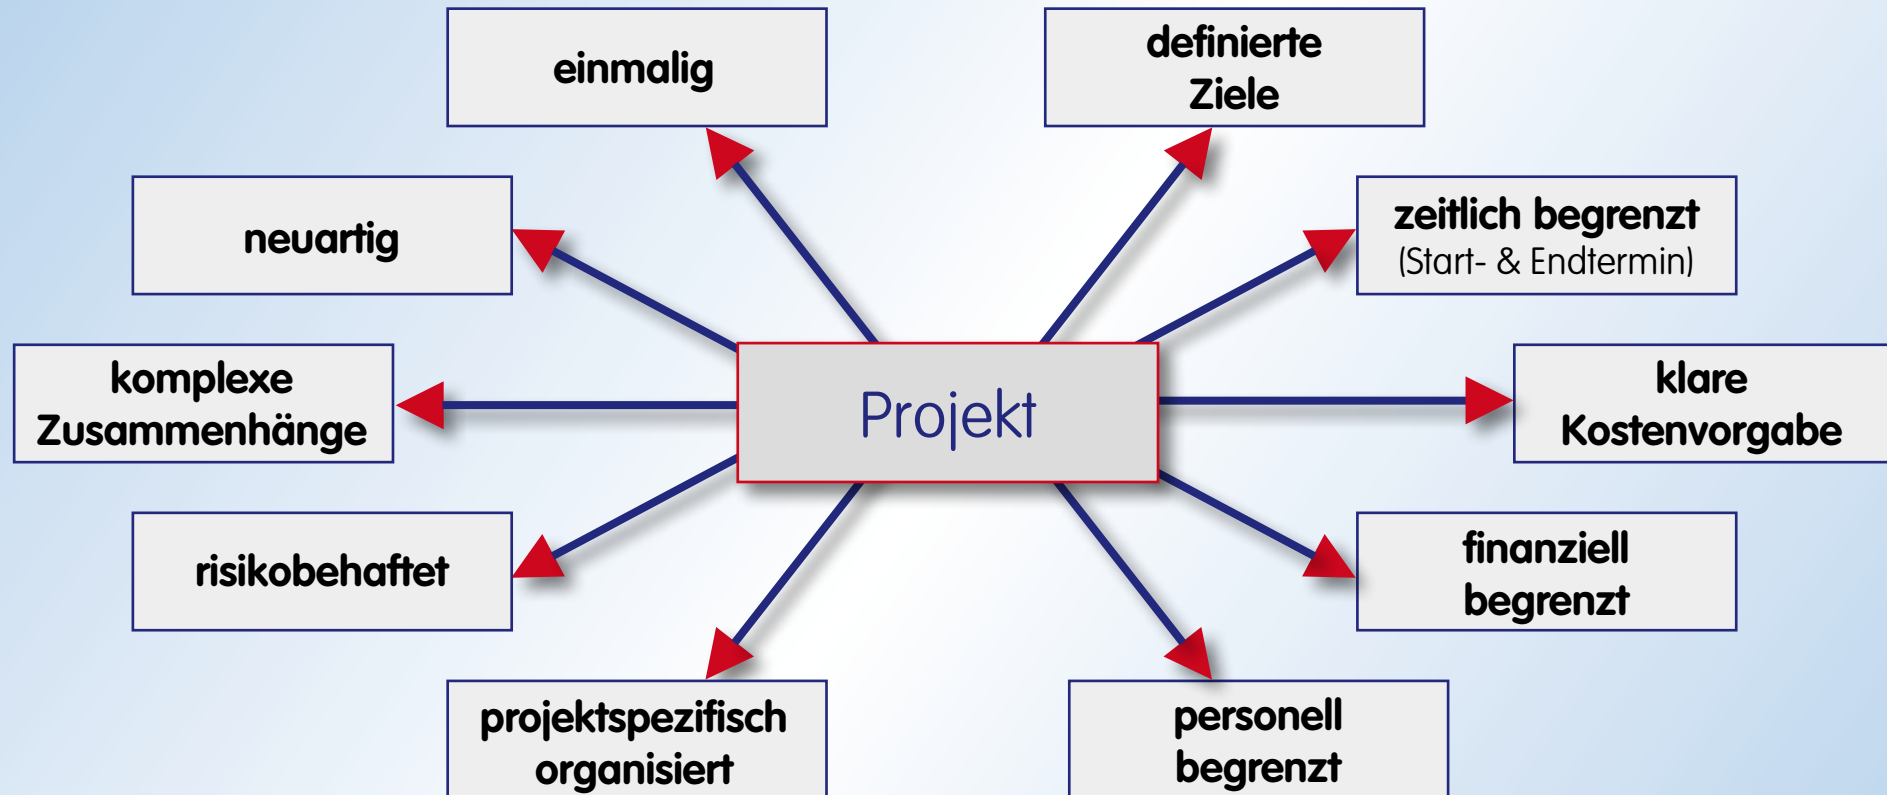 einmalig
definierte
Ziele
neuartig
zeitlich begrenzt
(Start- & Endtermin)
komplexe
Zusammenhänge
Projekt
klare
Kostenvorgabe
risikobehaftet
finanziell
begrenzt
projektspezifisch
organisiert
personell
begrenzt